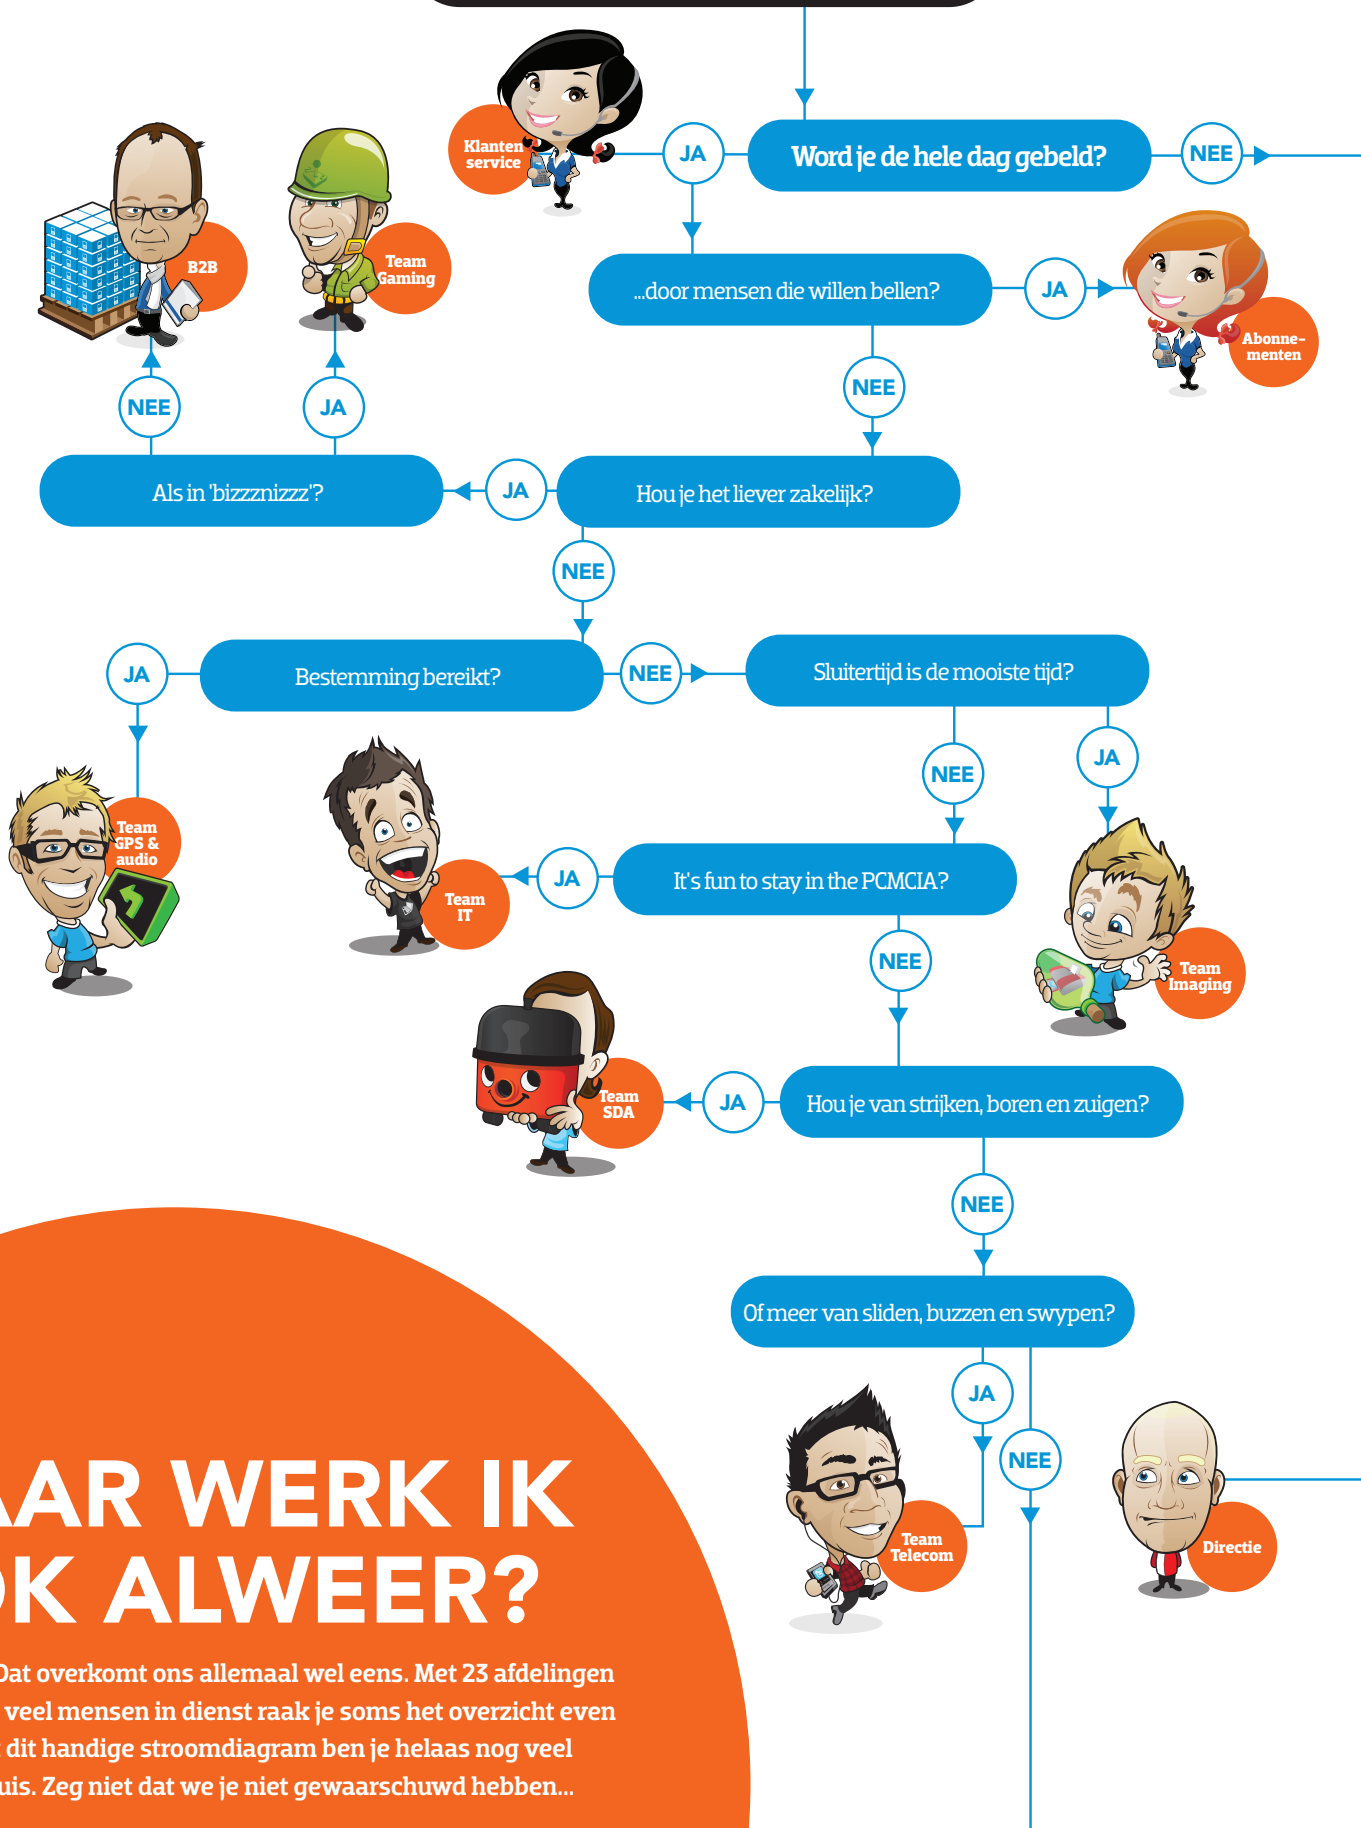 Klanten
service
JA
Word je de hele dag gebeld?
NEE
B2B
Team
Gaming
...door mensen die willen bellen?
JA
Abonne-
menten
NEE
JA
NEE
Als in 'bizzznizzz'?
JA
Hou je het liever zakelijk?
NEE
JA
Bestemming bereikt?
NEE
Sluitertijd is de mooiste tijd?
NEE
JA
Team
GPS &
audio
Team
IT
JA
It's fun to stay in the PCMCIA?
NEE
Team
Imaging
Team
SDA
JA
Hou je van strijken, boren en zuigen?
NEE
Of meer van sliden, buzzen en swypen?
JA
NEE
Team
Telecom
Directie
AAR WERK IK
OK ALWEER?
Dat overkomt ons allemaal wel eens. Met 23 afdelingen
veel mensen in dienst raak je soms het overzicht even
dit handige stroomdiagram ben je helaas nog veel
uis. Zeg niet dat we je niet gewaarschuwd hebben...